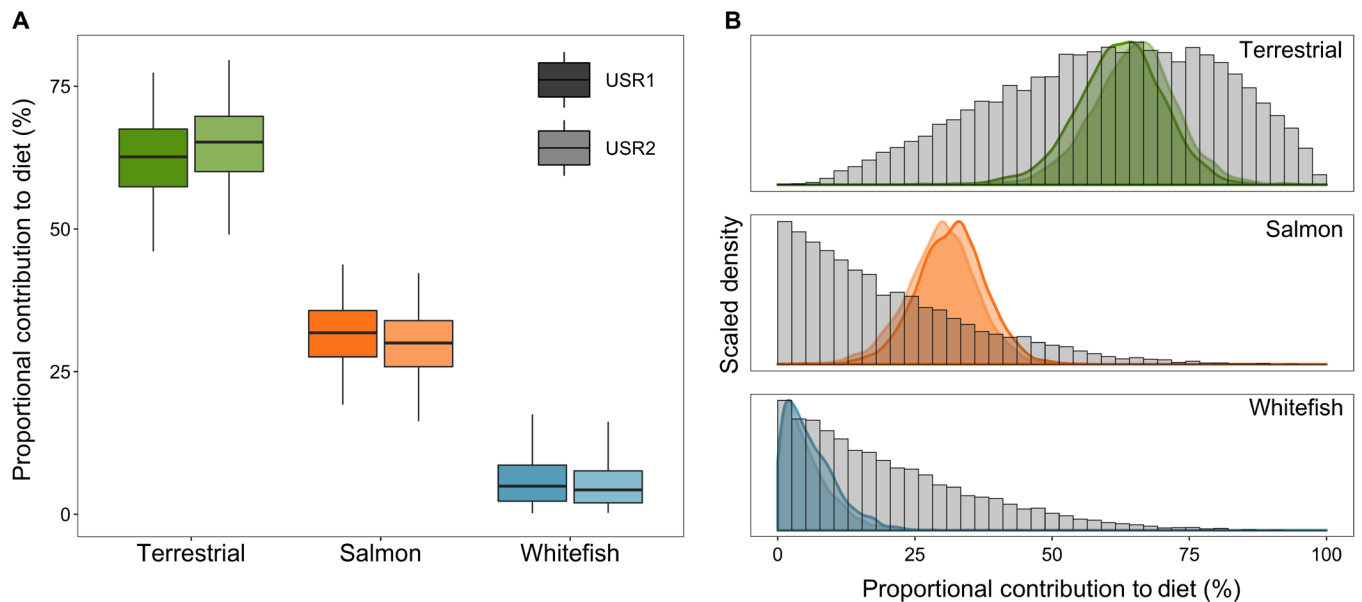 A
Proportional contribution to diet (%)
75
50
25
0
USR1
USR2
Terrestrial
Salmon
Whitefish
B
Scaled density
Terrestrial
Salmon
Whitefish
0
25
50
75
100
Proportional contribution to diet (%)